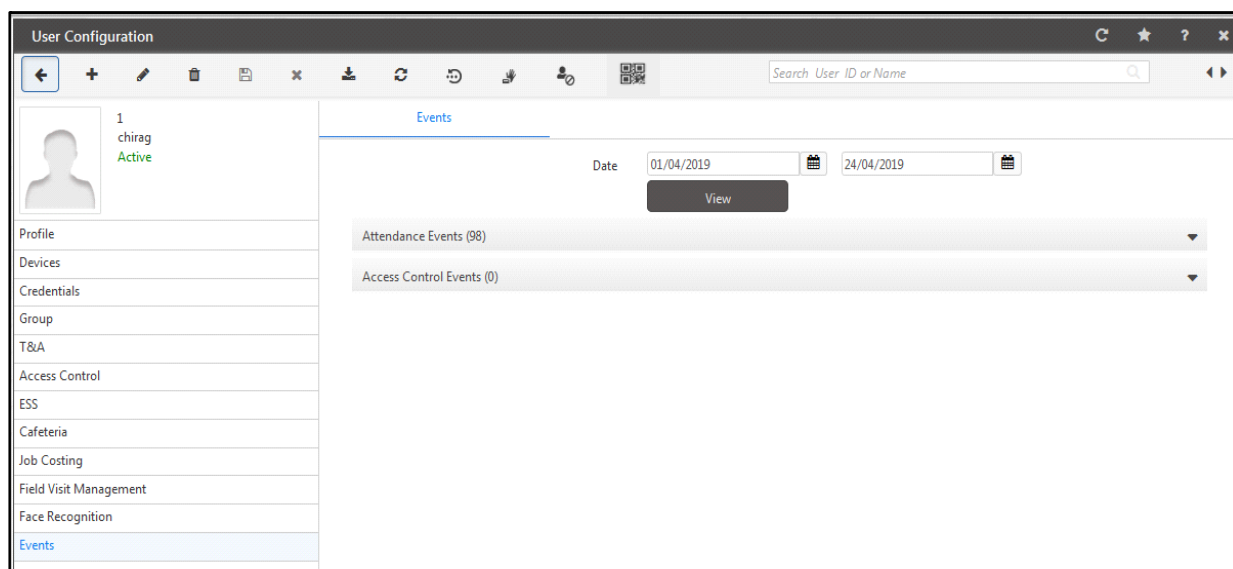 User Configuration
Search User ID or Name
1
chirag
Active
Events
Date 01/04/2019 24/04/2019
View
Attendance Events (98)
Access Control Events (0)
Profile
Devices
Credentials
Group
T&A
Access Control
ESS
Cafeteria
Job Costing
Field Visit Management
Face Recognition
Events